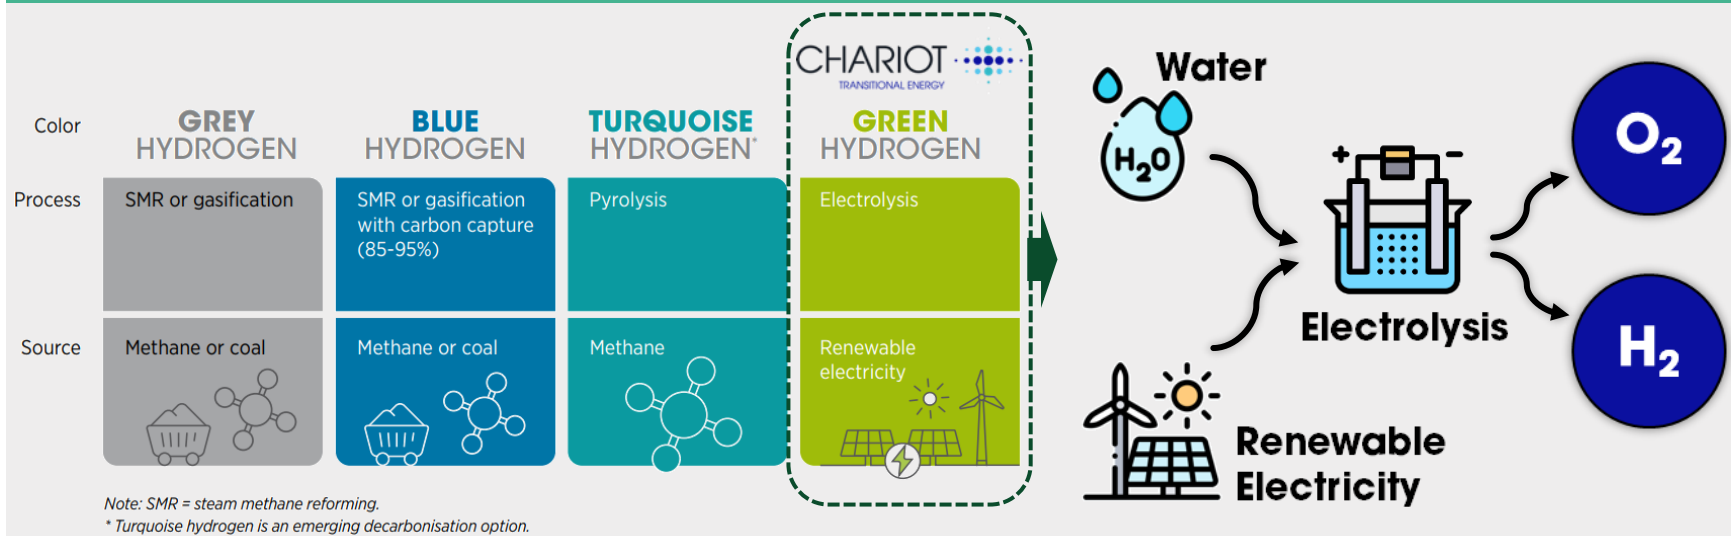 CHARIOT
TRANSITIONAL ENERGY
Color
GREY
HYDROGEN
BLUE
HYDROGEN
TURQUOISE
HYDROGEN*
GREEN
HYDROGEN
Process
SMR or gasification
SMR or gasification
with carbon capture
(85-95%)
Pyrolysis
Electrolysis
Source
Methane or coal
Methane or coal
Methane
Renewable
electricity
Note: SMR = steam methane reforming.
* Turquoise hydrogen is an emerging decarbonisation option.
Water
H2O
+ −
Electrolysis
Renewable
Electricity
O2
H2